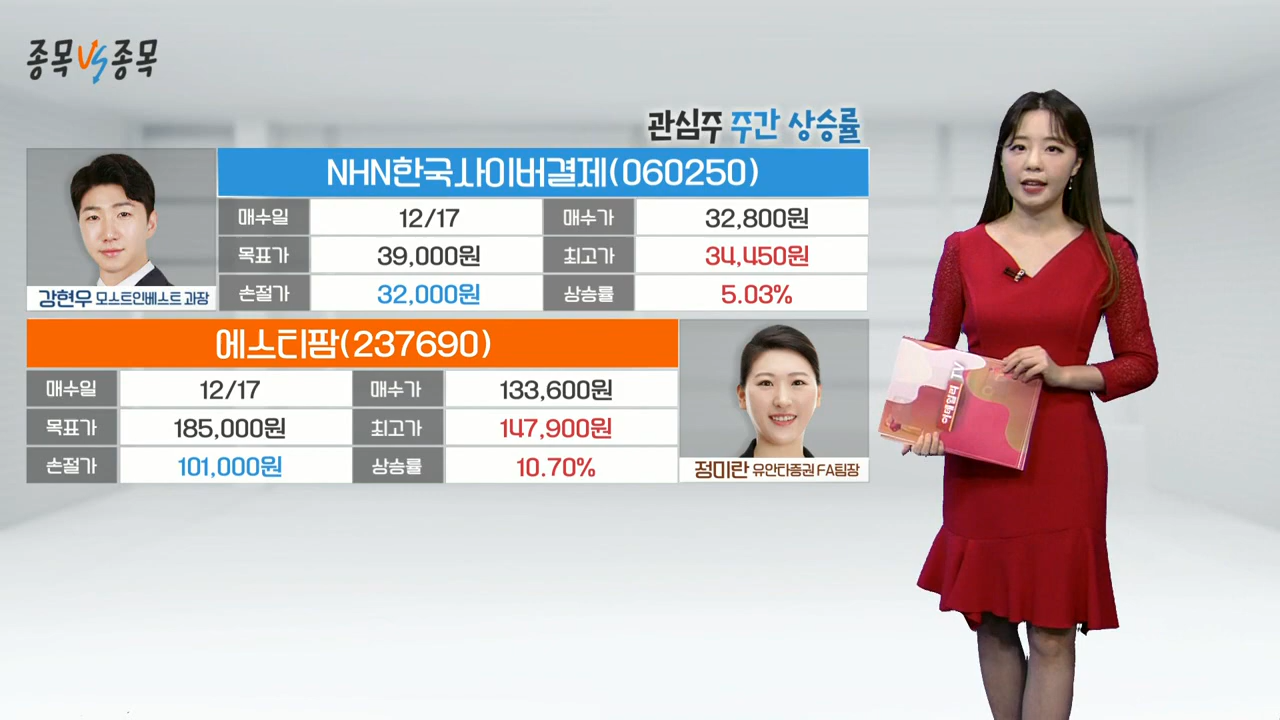 종목 VS 종목
관심주 주간 상승률
NHN한국사이버결제(060250)
매수일 12/17 매수가 32,800원
목표가 39,000원 최고가 34,450원
손절가 32,000원 상승률 5.03%
강현우 모스트인베스트 과장
에스티팜(237690)
매수일 12/17 매수가 133,600원
목표가 185,000원 최고가 147,900원
손절가 101,000원 상승률 10.70%
정미란 유안타증권 FA팀장
이데일리 TV